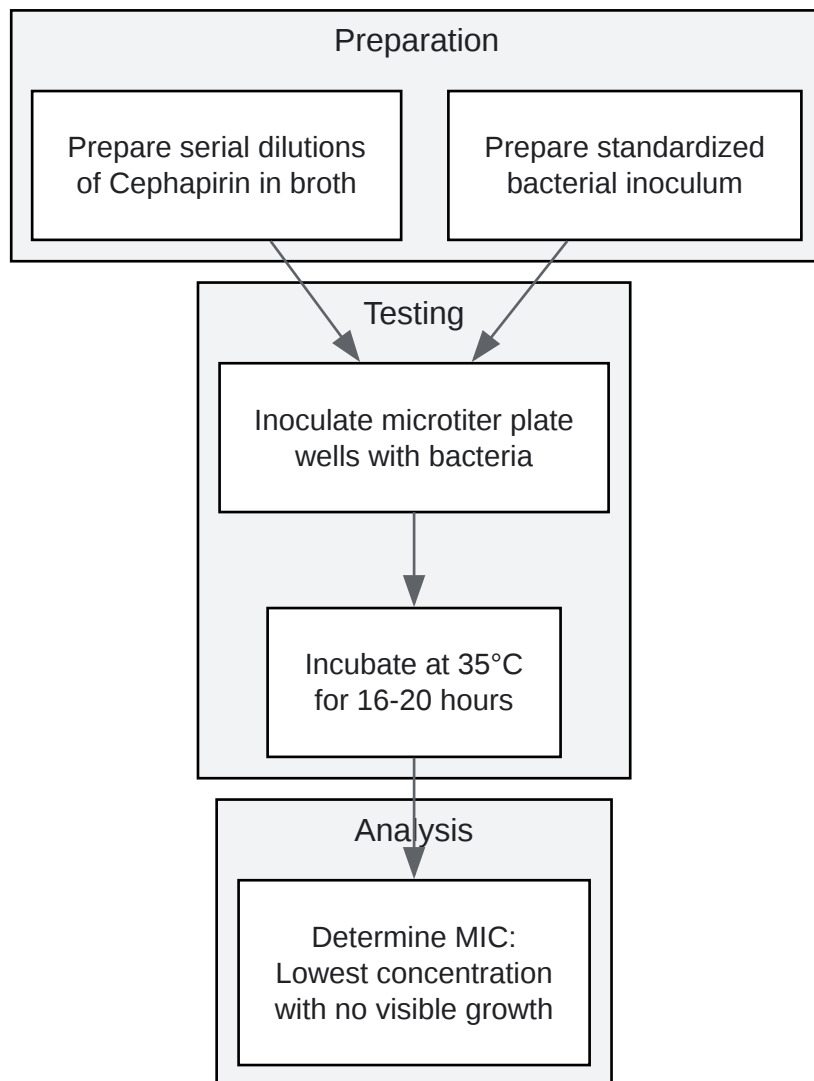 Preparation
Prepare serial dilutions
of Cephapirin in broth
Prepare standardized
bacterial inoculum
Testing
Inoculate microtiter plate
wells with bacteria
Incubate at 35°C
for 16-20 hours
Analysis
Determine MIC:
Lowest concentration
with no visible growth